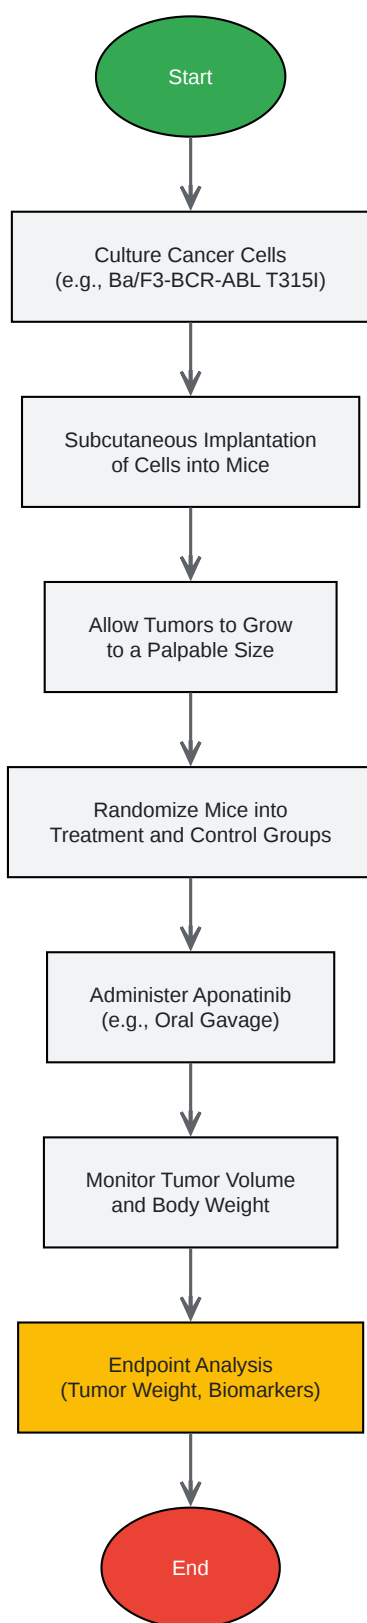 Start
Culture Cancer Cells
(e.g., Ba/F3-BCR-ABL T315I)
Subcutaneous Implantation
of Cells into Mice
Allow Tumors to Grow
to a Palpable Size
Randomize Mice into
Treatment and Control Groups
Administer Aponatinib
(e.g., Oral Gavage)
Monitor Tumor Volume
and Body Weight
Endpoint Analysis
(Tumor Weight, Biomarkers)
End